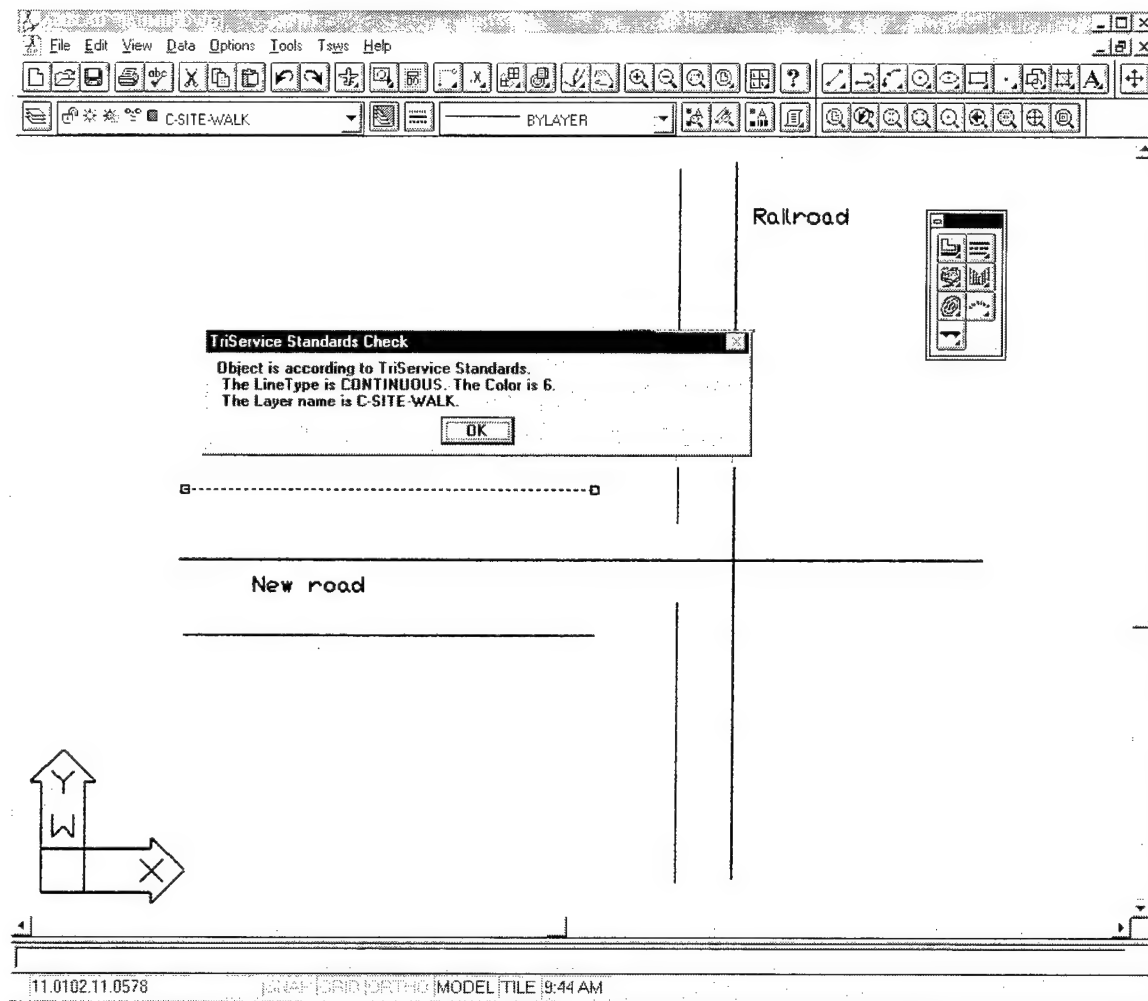 File Edit View Data Options Tools Tsws Help
abc ?
A
C-SITE-WALK BYLAYER
Railroad
TriService Standards Check
Object is according to TriService Standards.
The LineType is CONTINUOUS. The Color is 6.
The Layer name is C-SITE-WALK.
OK
New road
Y
W
X
11.0102,11.0578 SNAP GRID ORTHO MODEL TILE 9:44 AM